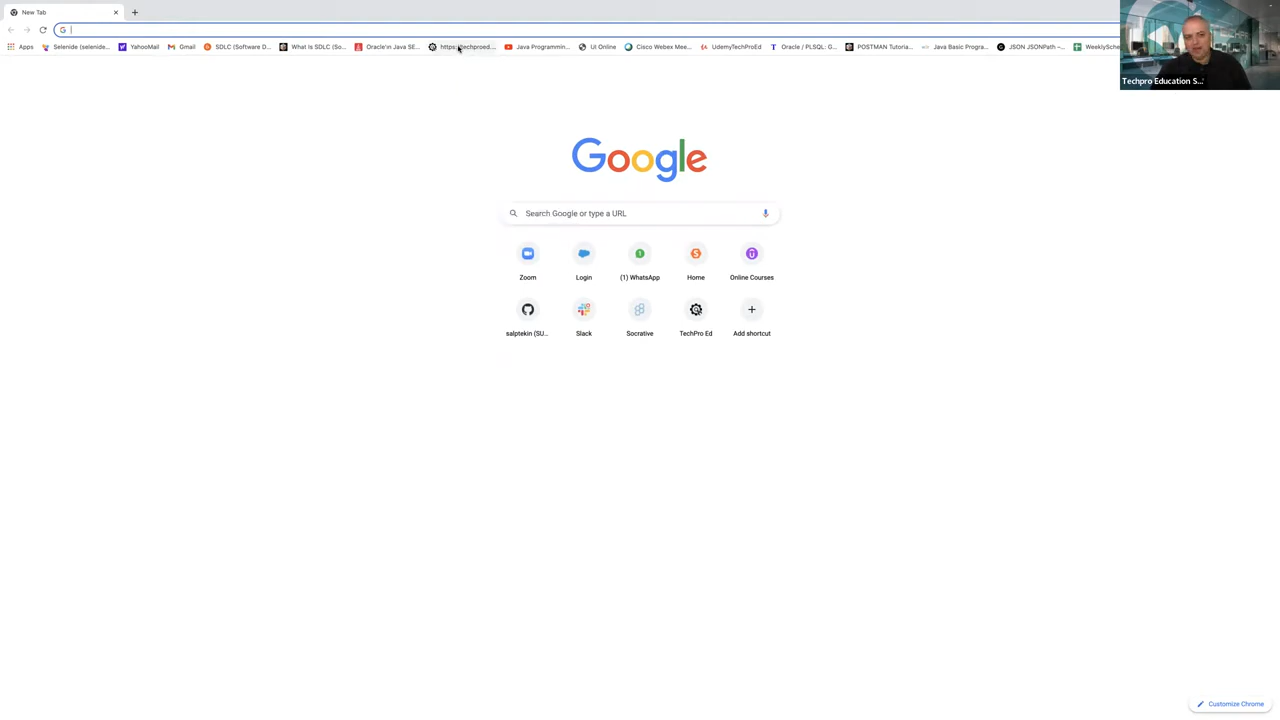 New Tab
Apps Selenide (selenide... YahooMail Gmail SDLC (Software D... What Is SDLC (So... Oracle'ın Java SE... https://techproed.... Java Programmin... UI Online Cisco Webex Mee... UdemyTechProEd Oracle / PLSQL: G... POSTMAN Tutoria... Java Basic Progra... JSON JSONPath –... WeeklySche
Techpro Education S...
Google
Search Google or type a URL
Zoom Login (1) WhatsApp Home Online Courses
salptekin (SU... Slack Socrative TechPro Ed Add shortcut
Customize Chrome